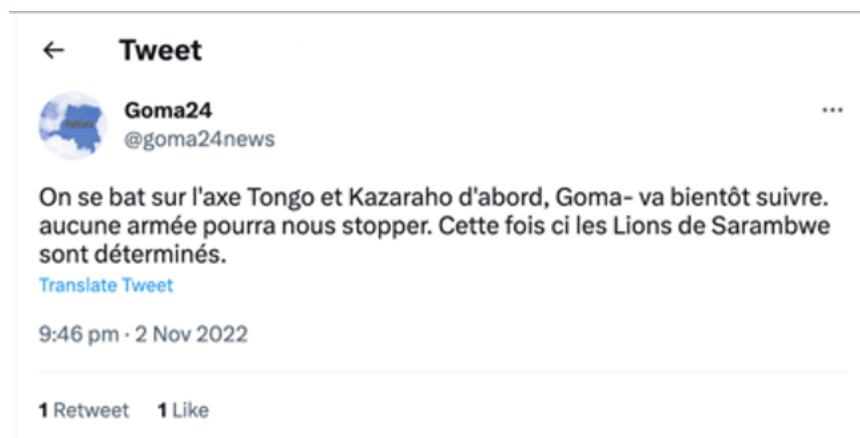 Tweet
Goma24
@goma24news
On se bat sur l'axe Tongo et Kazaraho d'abord, Goma- va bientôt suivre.
aucune armée pourra nous stopper. Cette fois ci les Lions de Sarambwe
sont déterminés.
Translate Tweet
9:46 pm · 2 Nov 2022
1 Retweet 1 Like